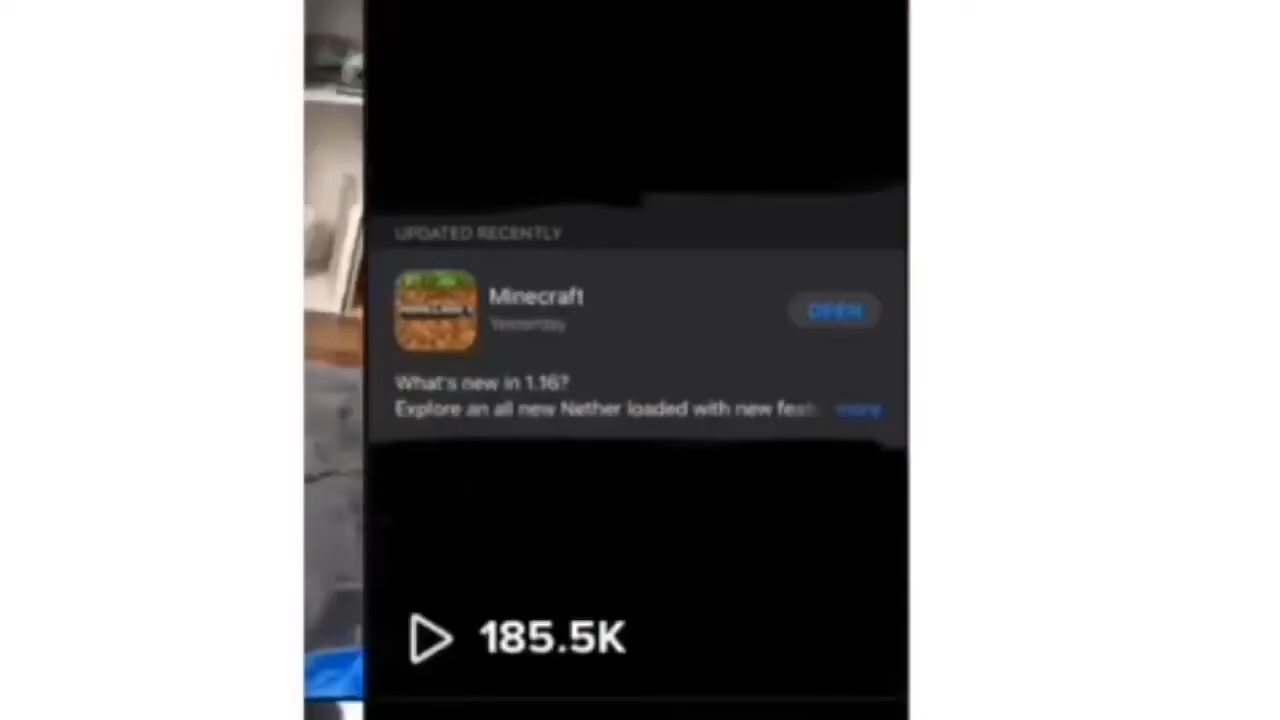 UPDATED RECENTLY
Minecraft
Yesterday
OPEN
What's new in 1.16?
Explore an all new Nether loaded with new feat
more
185.5K